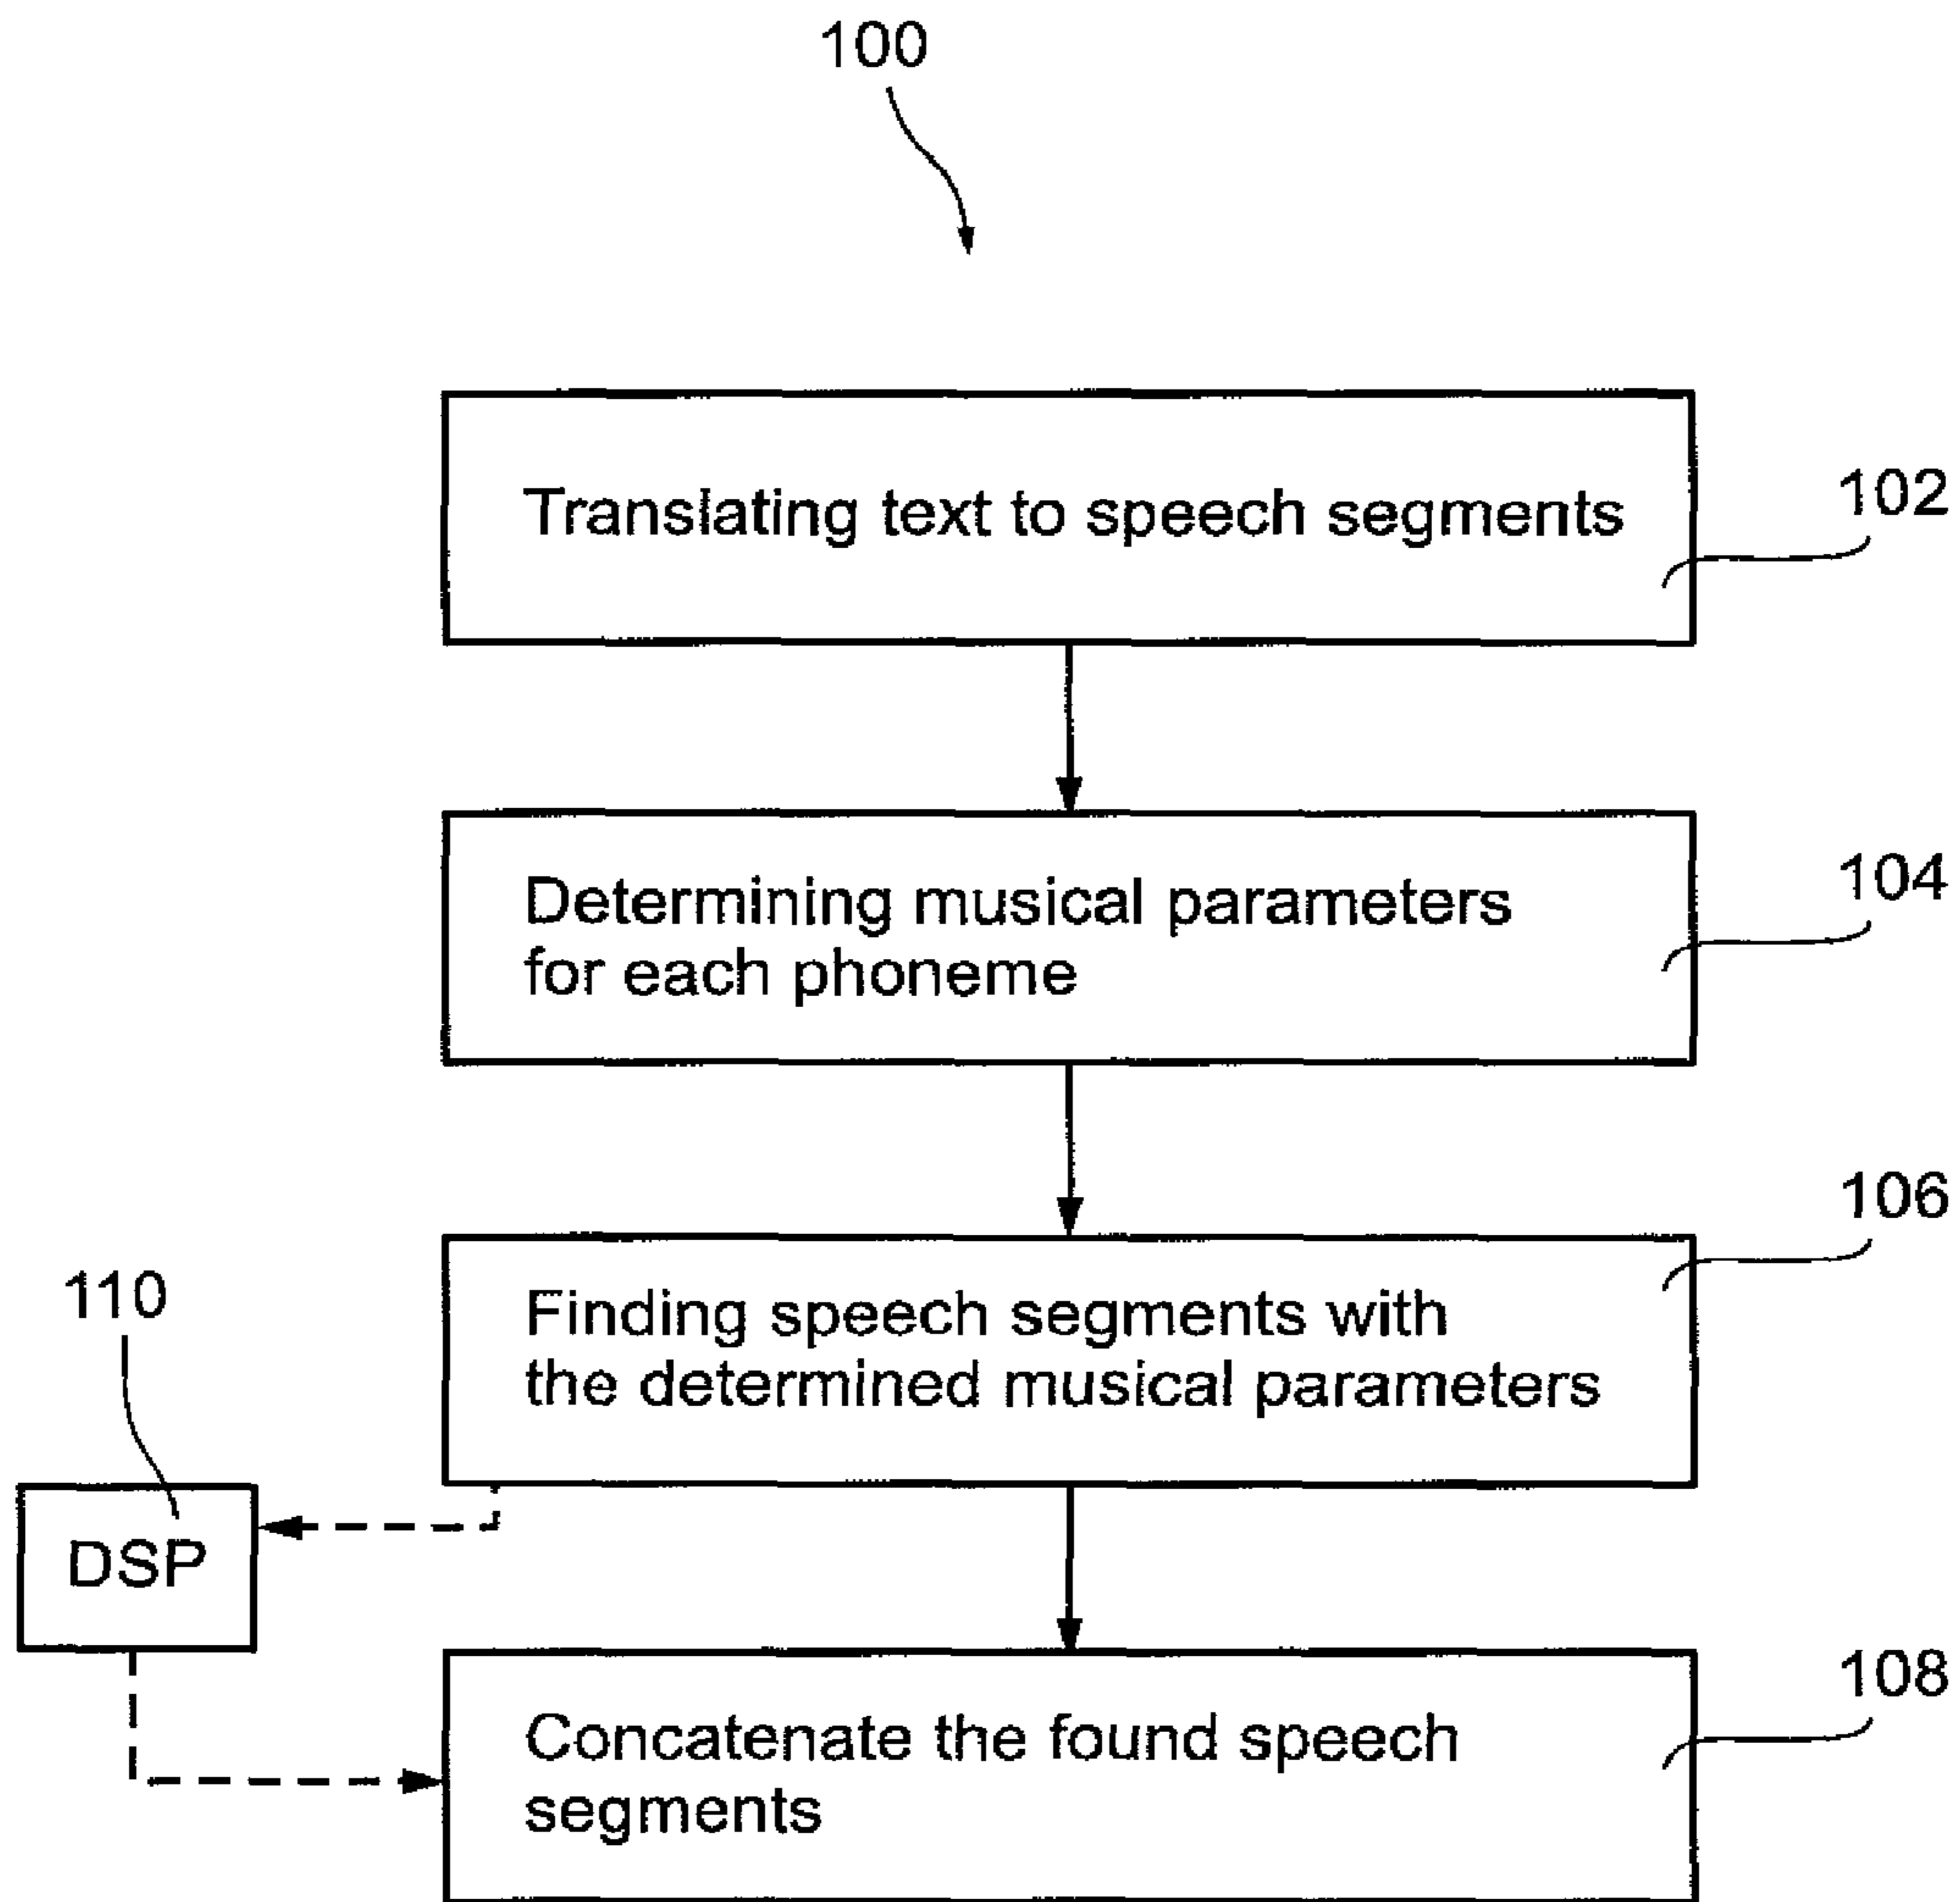 100
Translating text to speech segments
102
Determining musical parameters
for each phoneme
104
106
Finding speech segments with
the determined musical parameters
110
DSP
108
Concatenate the found speech
segments